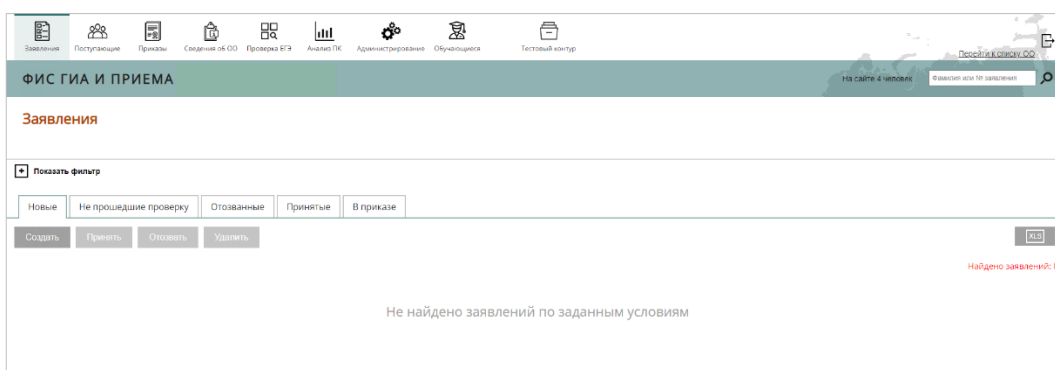 Заявления Поступающие Приказы Сведения об ОО Проверка ЕГЭ Анализ ПК Администрирование Обучающиеся Тестовый контур
Перейти к списку ОО
ФИС ГИА И ПРИЕМА На сайте 4 человек Фамилия или № заявления
Заявления
Показать фильтр
Новые Не прошедшие проверку Отозванные Принятые В приказе
Создать Принять Отозвать Удалить XLS
Найдено заявлений:
Не найдено заявлений по заданным условиям